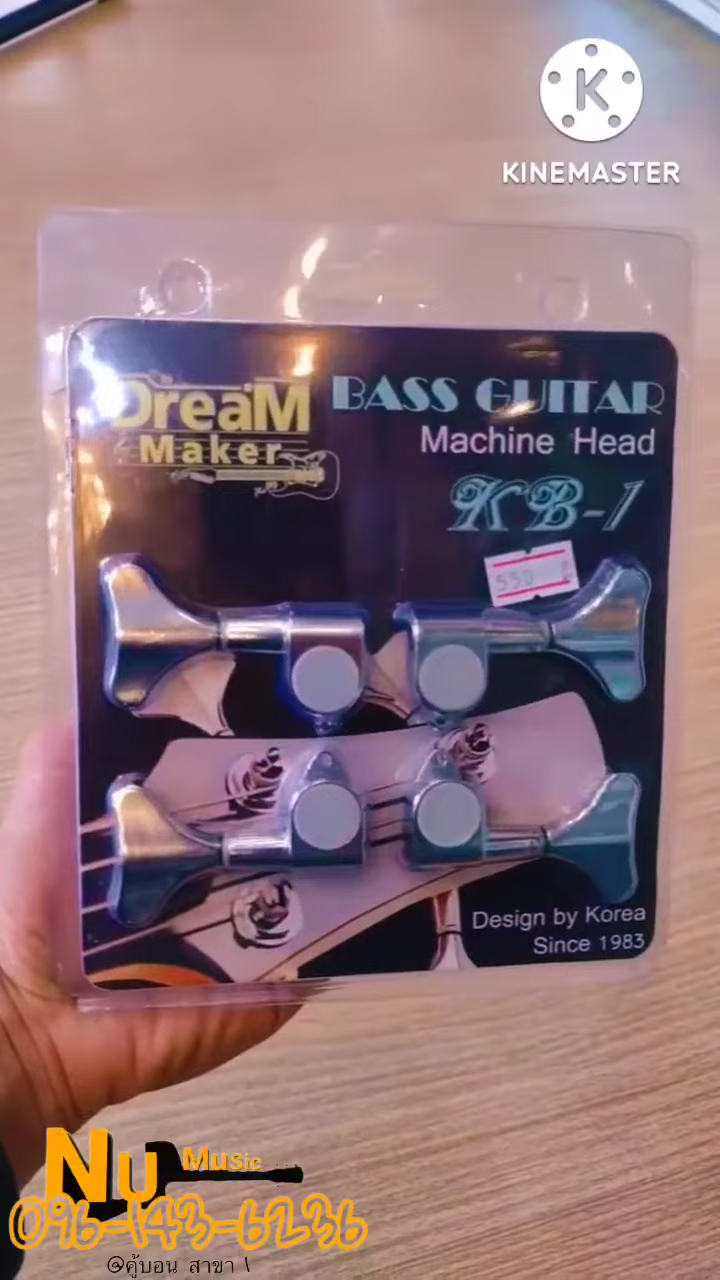 KINEMASTER
DreaM
Maker
BASS GUITAR
Machine Head
KB-1
550
Design by Korea
Since 1983
Nu Music
096-143-6236
@คู้บอน สาขา 1